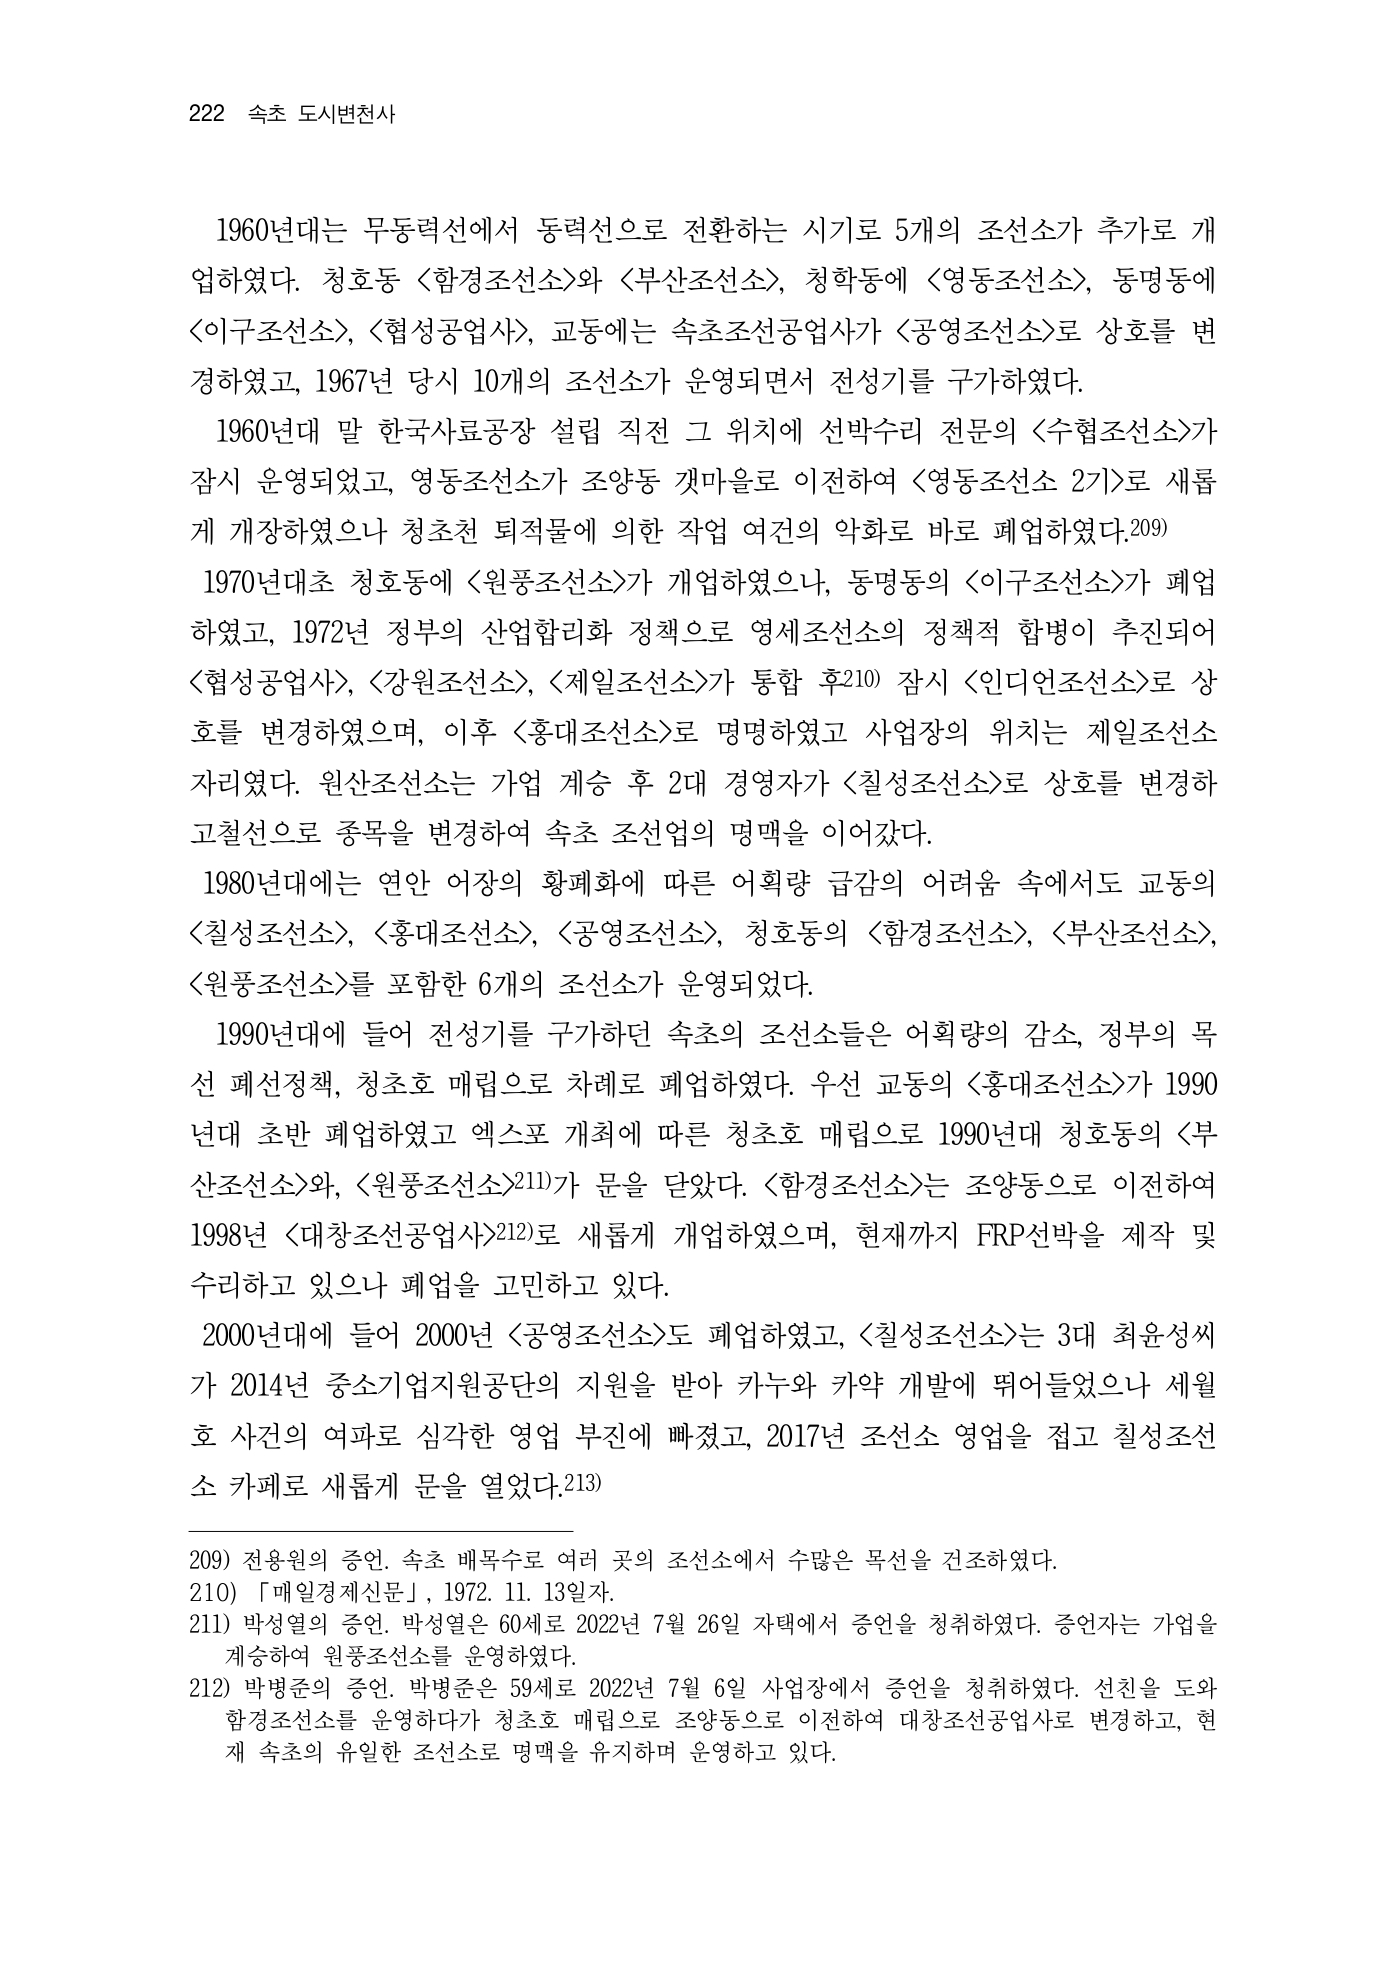 222 속초 도시변천사
1960년대는 무동력선에서 동력선으로 전환하는 시기로 5개의 조선소가 추가로 개
업하였다. 청호동 <함경조선소>와 <부산조선소>, 청학동에 <영동조선소>, 동명동에
<이구조선소>, <협성공업사>, 교동에는 속초조선공업사가 <공영조선소>로 상호를 변
경하였고, 1967년 당시 10개의 조선소가 운영되면서 전성기를 구가하였다.
1960년대 말 한국사료공장 설립 직전 그 위치에 선박수리 전문의 <수협조선소>가
잠시 운영되었고, 영동조선소가 조양동 갯마을로 이전하여 <영동조선소 2기>로 새롭
게 개장하였으나 청초천 퇴적물에 의한 작업 여건의 악화로 바로 폐업하였다.209)
1970년대초 청호동에 <원풍조선소>가 개업하였으나, 동명동의 <이구조선소>가 폐업
하였고, 1972년 정부의 산업합리화 정책으로 영세조선소의 정책적 합병이 추진되어
<협성공업사>, <강원조선소>, <제일조선소>가 통합 후210) 잠시 <인디언조선소>로 상
호를 변경하였으며, 이후 <홍대조선소>로 명명하였고 사업장의 위치는 제일조선소
자리였다. 원산조선소는 가업 계승 후 2대 경영자가 <칠성조선소>로 상호를 변경하
고철선으로 종목을 변경하여 속초 조선업의 명맥을 이어갔다.
1980년대에는 연안 어장의 황폐화에 따른 어획량 급감의 어려움 속에서도 교동의
<칠성조선소>, <홍대조선소>, <공영조선소>, 청호동의 <함경조선소>, <부산조선소>,
<원풍조선소>를 포함한 6개의 조선소가 운영되었다.
1990년대에 들어 전성기를 구가하던 속초의 조선소들은 어획량의 감소, 정부의 목
선 폐선정책, 청초호 매립으로 차례로 폐업하였다. 우선 교동의 <홍대조선소>가 1990
년대 초반 폐업하였고 엑스포 개최에 따른 청초호 매립으로 1990년대 청호동의 <부
산조선소>와, <원풍조선소>211)가 문을 닫았다. <함경조선소>는 조양동으로 이전하여
1998년 <대창조선공업사>212)로 새롭게 개업하였으며, 현재까지 FRP선박을 제작 및
수리하고 있으나 폐업을 고민하고 있다.
2000년대에 들어 2000년 <공영조선소>도 폐업하였고, <칠성조선소>는 3대 최윤성씨
가 2014년 중소기업지원공단의 지원을 받아 카누와 카약 개발에 뛰어들었으나 세월
호 사건의 여파로 심각한 영업 부진에 빠졌고, 2017년 조선소 영업을 접고 칠성조선
소 카페로 새롭게 문을 열었다.213)
209) 전용원의 증언. 속초 배목수로 여러 곳의 조선소에서 수많은 목선을 건조하였다.
210) 「매일경제신문」, 1972. 11. 13일자.
211) 박성열의 증언. 박성열은 60세로 2022년 7월 26일 자택에서 증언을 청취하였다. 증언자는 가업을
계승하여 원풍조선소를 운영하였다.
212) 박병준의 증언. 박병준은 59세로 2022년 7월 6일 사업장에서 증언을 청취하였다. 선친을 도와
함경조선소를 운영하다가 청초호 매립으로 조양동으로 이전하여 대창조선공업사로 변경하고, 현
재 속초의 유일한 조선소로 명맥을 유지하며 운영하고 있다.